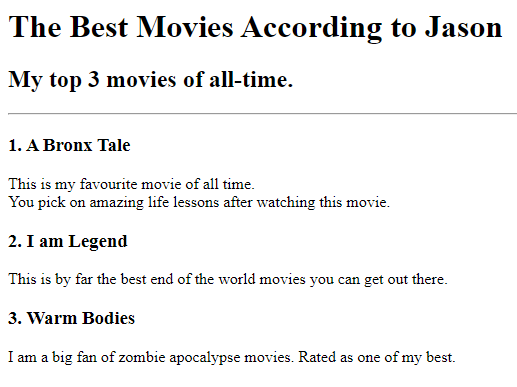 The Best Movies According to Jason
My top 3 movies of all-time.
1. A Bronx Tale
This is my favourite movie of all time.
You pick on amazing life lessons after watching this movie.
2. I am Legend
This is by far the best end of the world movies you can get out there.
3. Warm Bodies
I am a big fan of zombie apocalypse movies. Rated as one of my best.